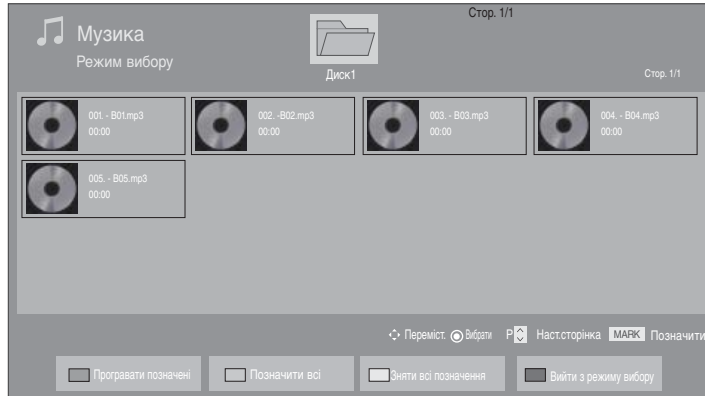 Стор. 1/1
Музика
Режим вибору
Диск1
Стор. 1/1
001. - B01.mp3
00:00
002. -B02.mp3
00:00
003. - B03.mp3
00:00
004. - B04.mp3
00:00
005. - B05.mp3
00:00
Переміст. Вибрати P Наст.сторінка MARK Позначити
Програвати позначені
Позначити всі
Зняти всі позначення
Вийти з режиму вибору